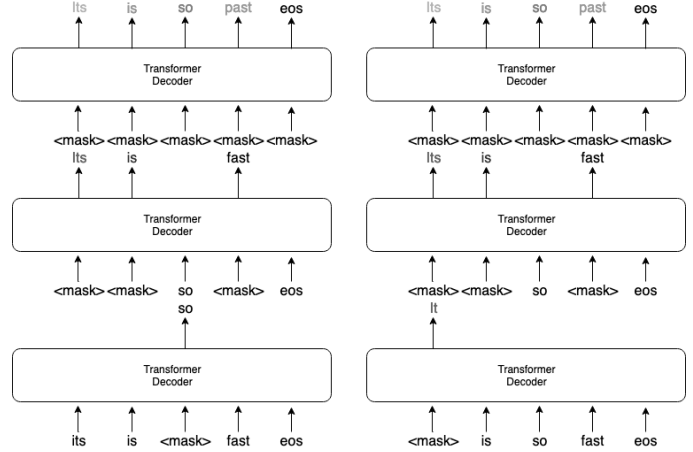 Its is so past eos
Transformer
Decoder
<mask> <mask> <mask> <mask> <mask>
Its is fast
Transformer
Decoder
<mask> <mask> so <mask> eos
so
Transformer
Decoder
its is <mask> fast eos
Its is so past eos
Transformer
Decoder
<mask> <mask> <mask> <mask> <mask>
Its is fast
Transformer
Decoder
<mask> <mask> so <mask> eos
It
Transformer
Decoder
<mask> is so fast eos